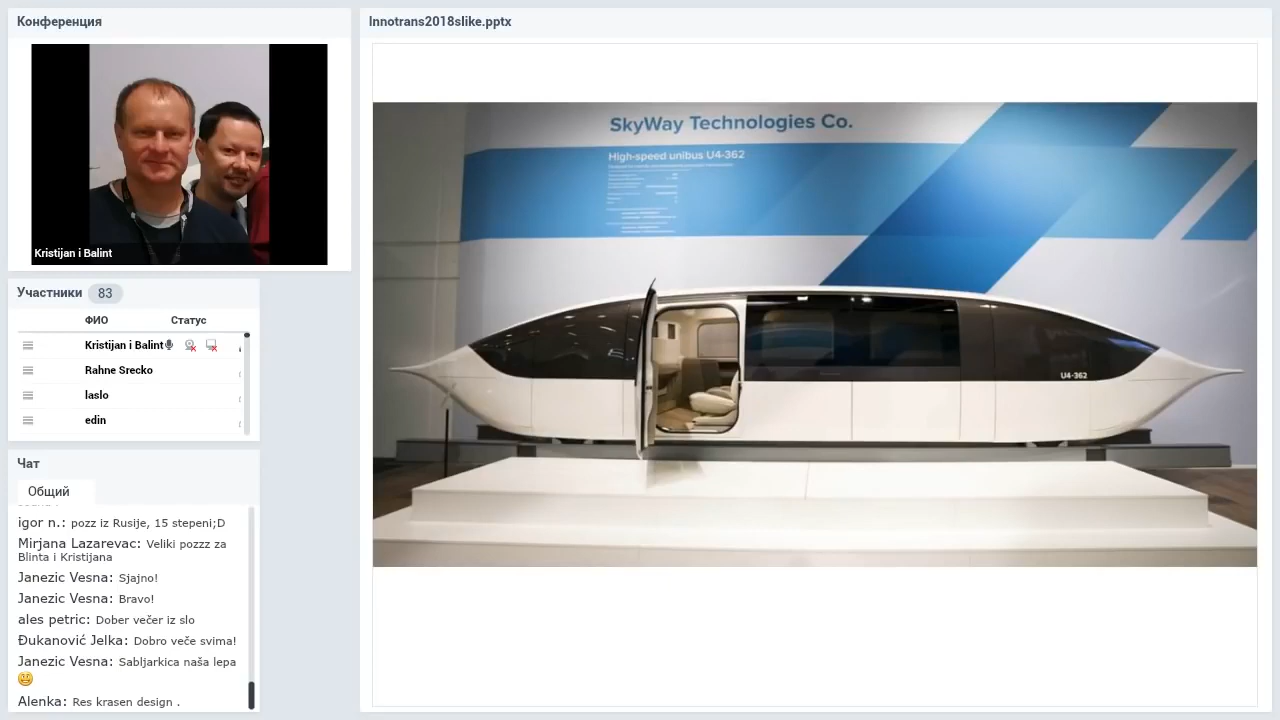 Конференция
Kristijan i Balint
Участники 83
ФИО Статус
Kristijan i Balint
Rahne Srecko
laslo
edin
Чат
Общий
igor n.: pozz iz Rusije, 15 stepeni;D
Mirjana Lazarevac: Veliki pozzz za
Blinta i Kristijana
Janezic Vesna: Sjajno!
Janezic Vesna: Bravo!
ales petric: Dober večer iz slo
Đukanović Jelka: Dobro veče svima!
Janezic Vesna: Sabljarkica naša lepa
Alenka: Res krasen design .
Innotrans2018slike.pptx
SkyWay Technologies Co.
High-speed unibus U4-362
U4-362